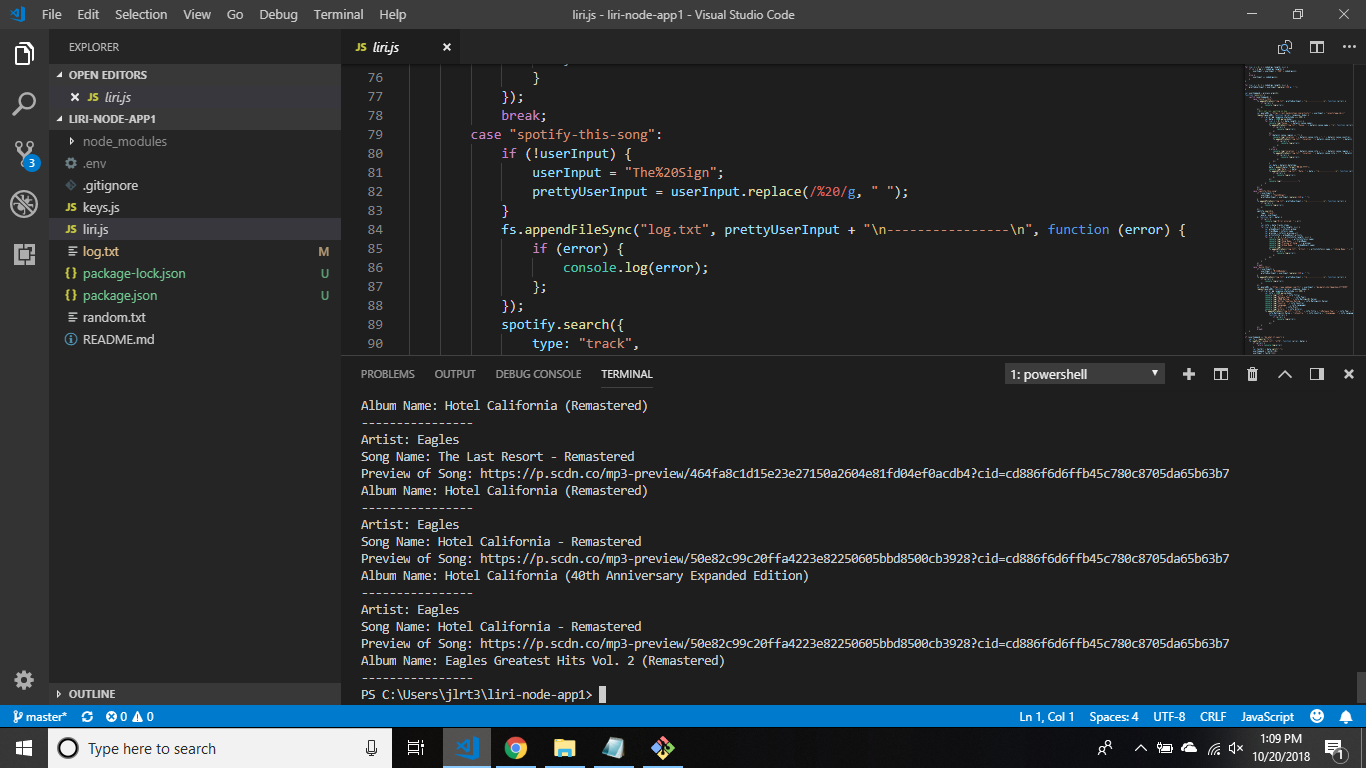 File Edit Selection View Go Debug Terminal Help
liri.js - liri-node-app1 - Visual Studio Code
EXPLORER
OPEN EDITORS
JS liri.js
LIRI-NODE-APP1
node_modules
.env
.gitignore
JS keys.js
JS liri.js
log.txt M
{} package-lock.json U
{} package.json U
random.txt
README.md
OUTLINE
3
JS liri.js
76 }
77 });
78 break;
79 case "spotify-this-song":
80 if (!userInput) {
81 userInput = "The%20Sign";
82 prettyUserInput = userInput.replace(/%20/g, " ");
83 }
84 fs.appendFileSync("log.txt", prettyUserInput + "\n----------------\n", function (error) {
85 if (error) {
86 console.log(error);
87 };
88 });
89 spotify.search({
90 type: "track",
PROBLEMS OUTPUT DEBUG CONSOLE TERMINAL
1: powershell
Album Name: Hotel California (Remastered)
----------------
Artist: Eagles
Song Name: The Last Resort - Remastered
Preview of Song: https://p.scdn.co/mp3-preview/464fa8c1d15e23e27150a2604e81fd04ef0acdb4?cid=cd886f6d6ffb45c780c8705da65b63b7
Album Name: Hotel California (Remastered)
----------------
Artist: Eagles
Song Name: Hotel California - Remastered
Preview of Song: https://p.scdn.co/mp3-preview/50e82c99c20ffa4223e82250605bbd8500cb3928?cid=cd886f6d6ffb45c780c8705da65b63b7
Album Name: Hotel California (40th Anniversary Expanded Edition)
----------------
Artist: Eagles
Song Name: Hotel California - Remastered
Preview of Song: https://p.scdn.co/mp3-preview/50e82c99c20ffa4223e82250605bbd8500cb3928?cid=cd886f6d6ffb45c780c8705da65b63b7
Album Name: Eagles Greatest Hits Vol. 2 (Remastered)
----------------
PS C:\Users\jlrt3\liri-node-app1>
master* 0 0
Ln 1, Col 1 Spaces: 4 UTF-8 CRLF JavaScript
Type here to search
1:09 PM
10/20/2018
1